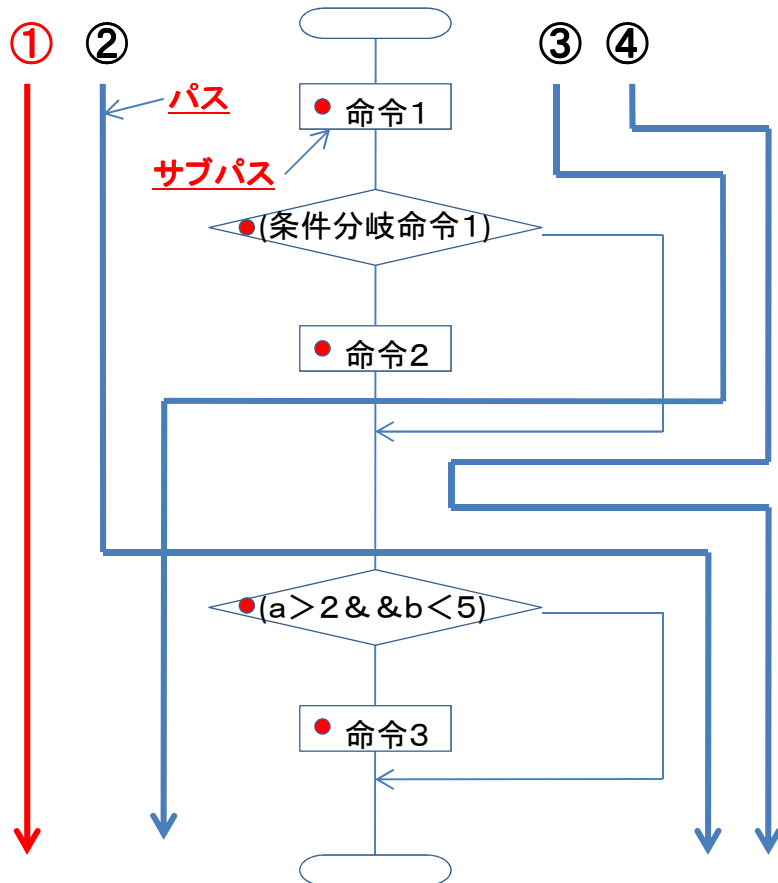 ① ② ③ ④
パス
命令1
サブパス
(条件分岐命令1)
命令2
(a＞2＆＆b＜5)
命令3